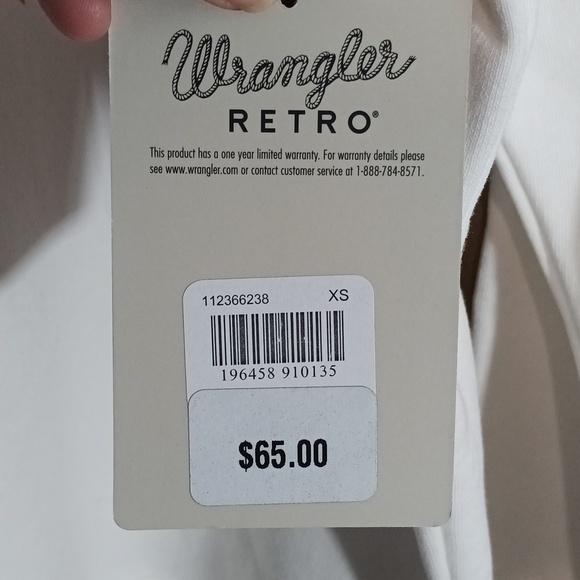 Wrangler
RETRO®
This product has a one year limited warranty. For warranty details please
see www.wrangler.com or contact customer service at 1-888-784-8571.
112366238 XS
196458 910135
$65.00